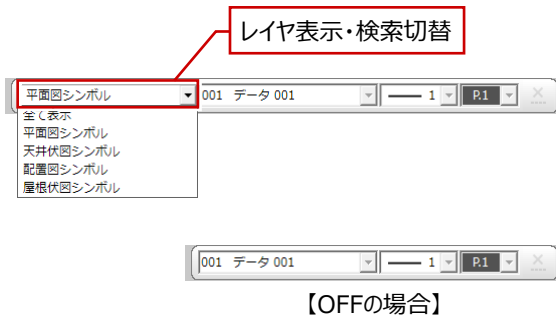 レイヤ表示・検索切替
平面図シンボル 001 データ 001 1 P.1
全て表示
平面図シンボル
天井伏図シンボル
配置図シンボル
屋根伏図シンボル
001 データ 001 1 P.1
【OFFの場合】